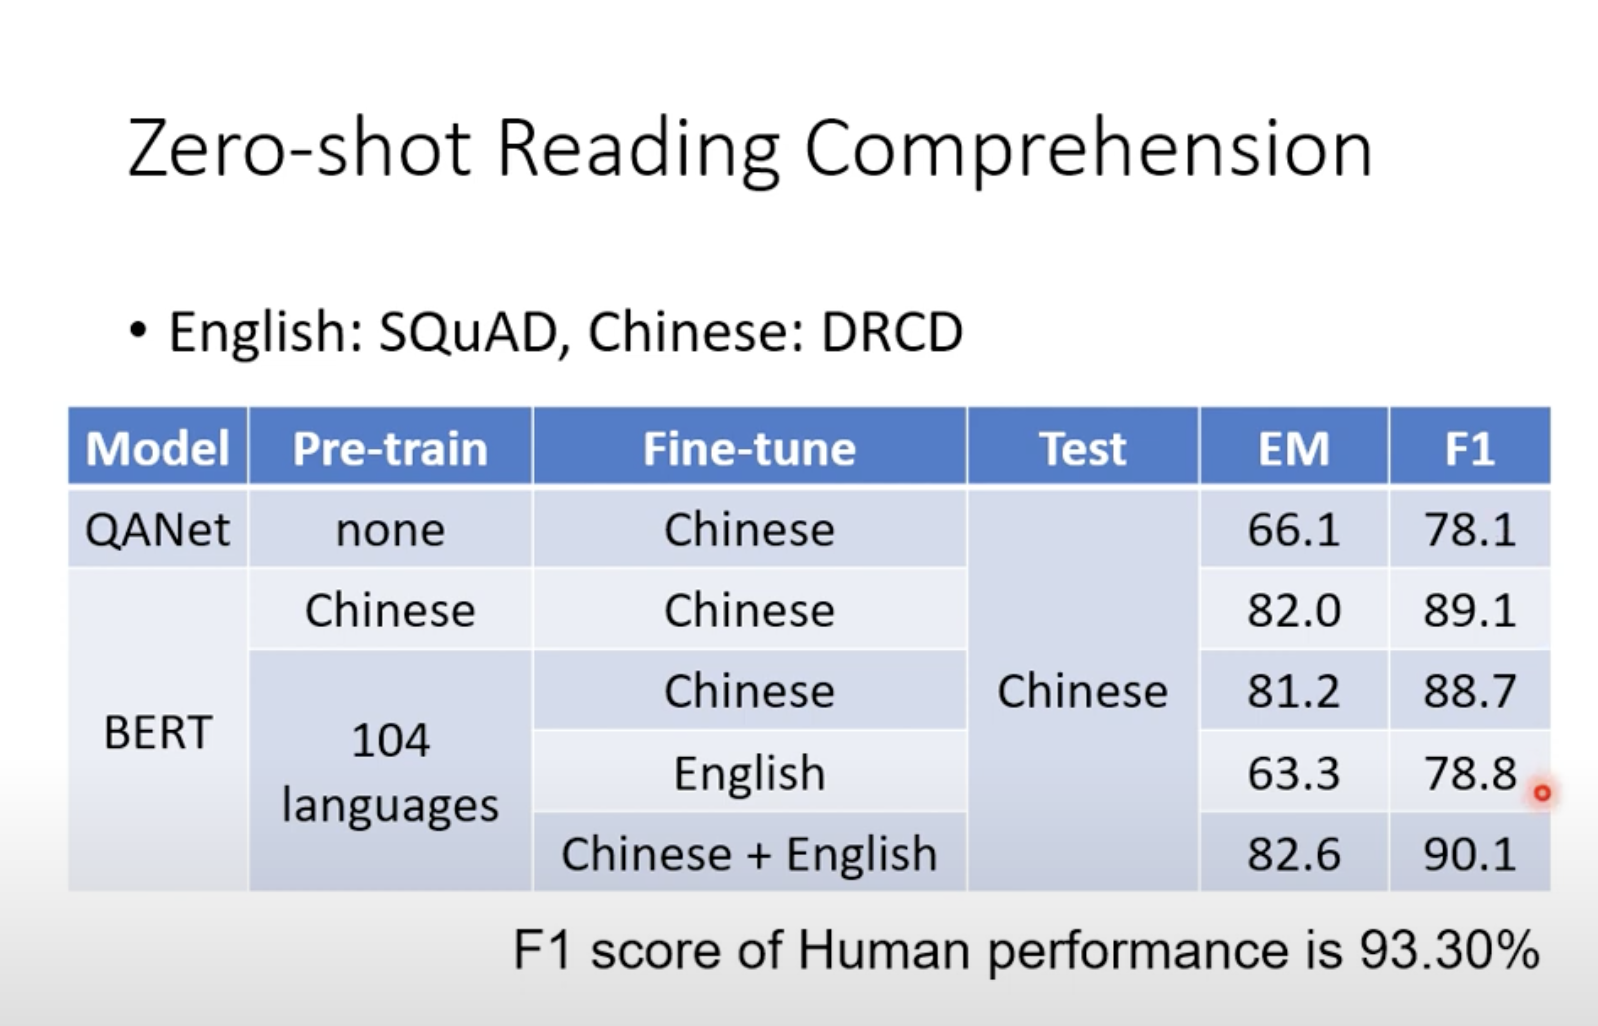 Zero-shot Reading Comprehension
• English: SQuAD, Chinese: DRCD
Model Pre-train Fine-tune Test EM F1
QANet none Chinese 66.1 78.1
Chinese Chinese 82.0 89.1
BERT
104
languages
Chinese 81.2 88.7
Chinese
English 63.3 78.8
Chinese + English 82.6 90.1
F1 score of Human performance is 93.30%